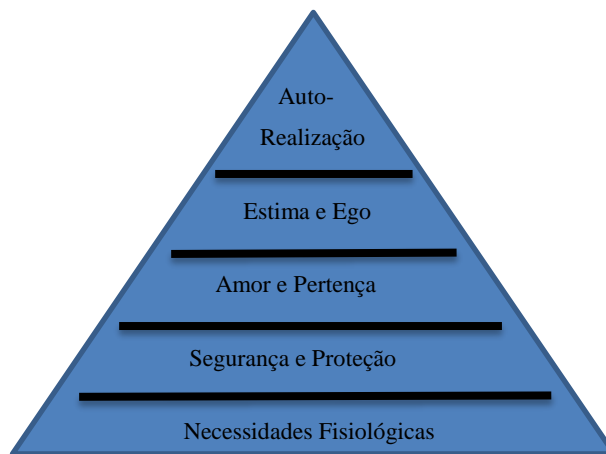 Auto-
Realização
Estima e Ego
Amor e Pertença
Segurança e Proteção
Necessidades Fisiológicas